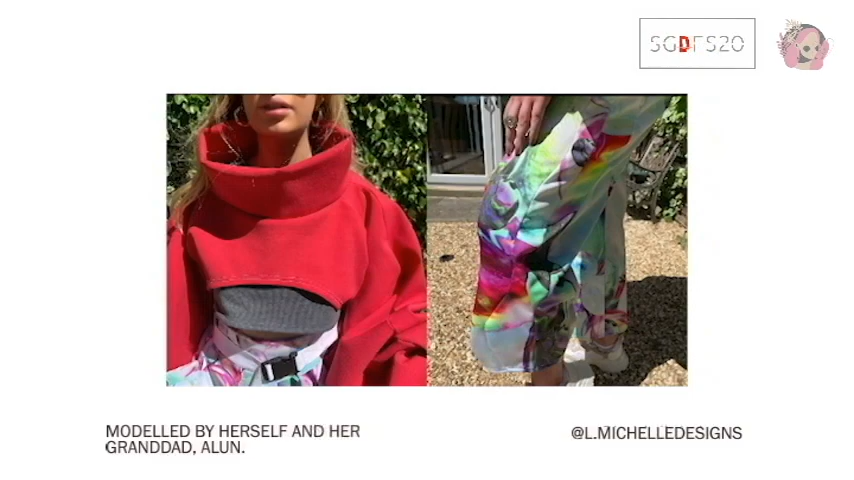 SGDFS20
MODELLED BY HERSELF AND HER
GRANDDAD, ALUN.
@L.MICHELLEDESIGNS